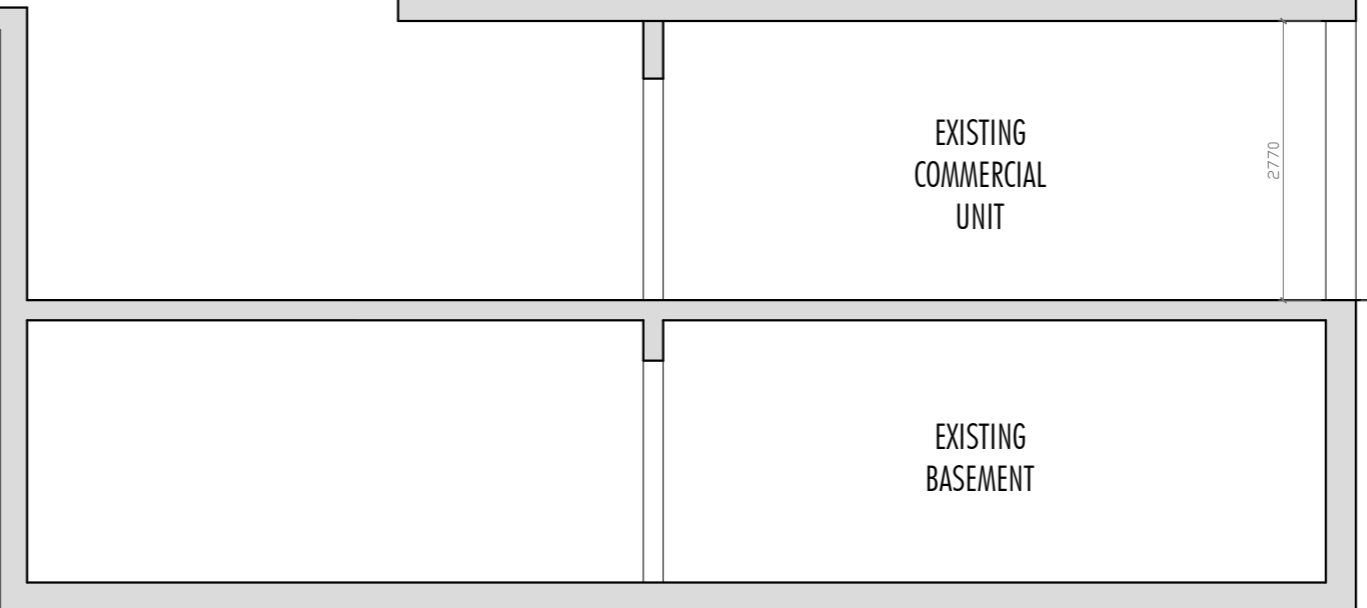 EXISTING
COMMERCIAL
UNIT
2770
EXISTING
BASEMENT